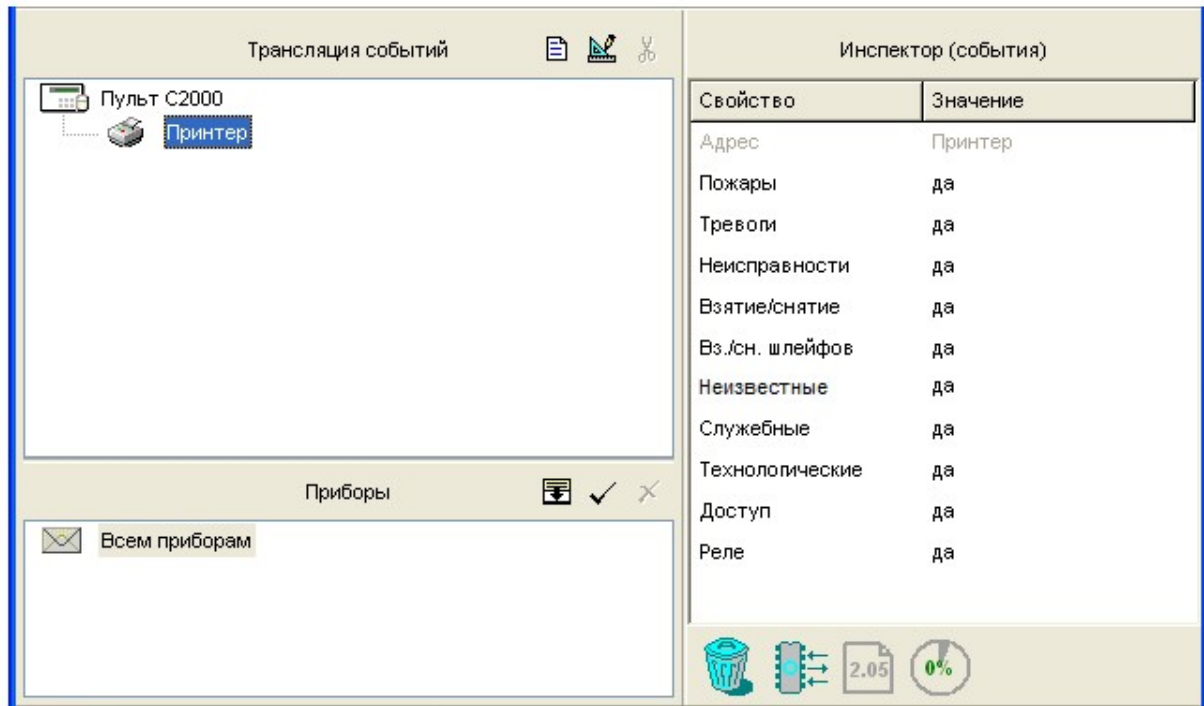 Трансляция событий
Пульт С2000
Принтер
Приборы
Всем приборам
Инспектор (события)
Свойство Значение
Адрес Принтер
Пожары да
Тревоги да
Неисправности да
Взятие/снятие да
Вз./сн. шлейфов да
Неизвестные да
Служебные да
Технологические да
Доступ да
Реле да
2.05 0%